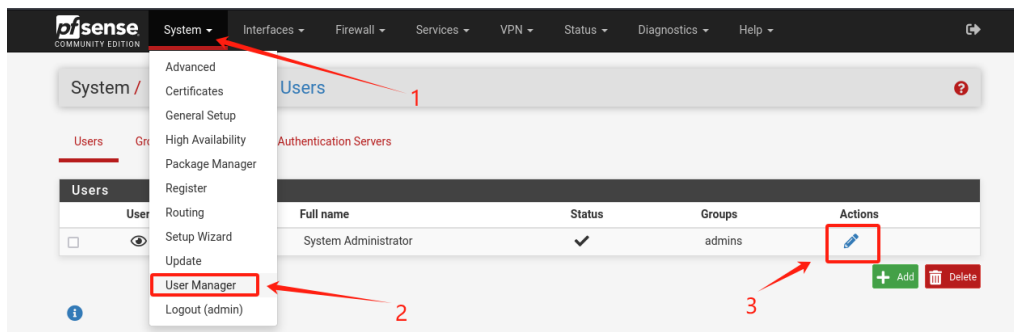 pfsense System Interfaces Firewall Services VPN Status Diagnostics Help
COMMUNITY EDITION
Advanced
System / Users
Certificates
1
General Setup
Users High Availability Authentication Servers
Package Manager
Users Register
Routing Full name Status Groups Actions
Setup Wizard System Administrator admins
Update
Add Delete
User Manager
3
Logout (admin)
2